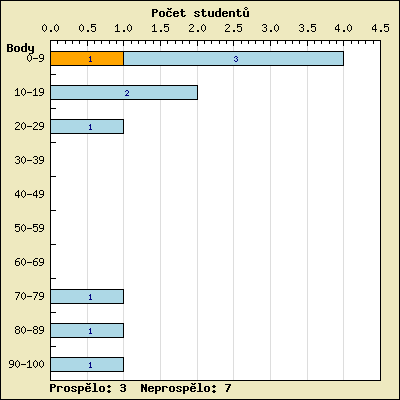 Počet studentů
0.0 0.5 1.0 1.5 2.0 2.5 3.0 3.5 4.0 4.5
Body
0-9 1 3
10-19 2
20-29 1
30-39
40-49
50-59
60-69
70-79 1
80-89 1
90-100 1
Prospělo: 3 Neprospělo: 7